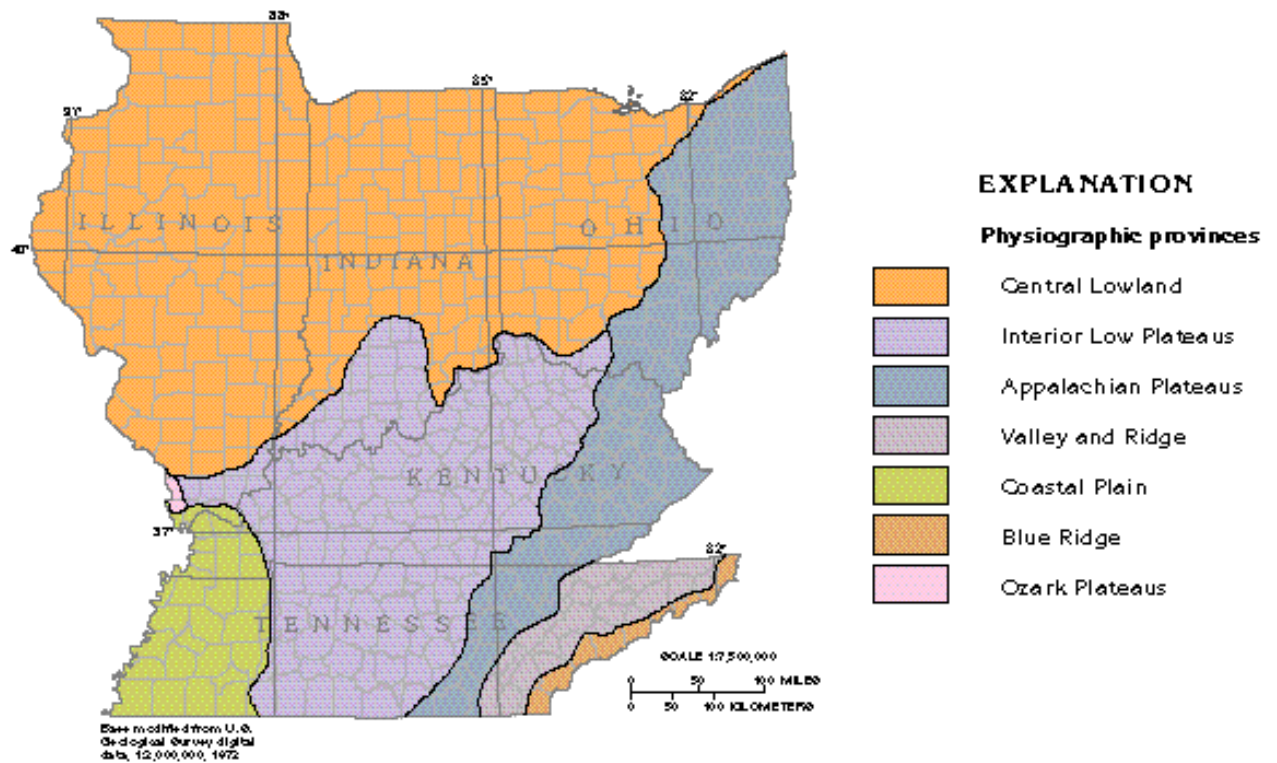 88°
85°
82°
91°
EXPLANATION
Physiographic provinces
ILLINOIS
OHIO
40°
INDIANA
Central Lowland
Interior Low Plateaus
Appalachian Plateaus
Valley and Ridge
KENTUCKY
Coastal Plain
37°
Blue Ridge
82°
Ozark Plateaus
TENNESSEE
SCALE 1:7,500,000
0 50 100 MILES
0 50 100 KILOMETERS
Base modified from U.S.
Geological Survey digital
data, 1:2,000,000, 1972